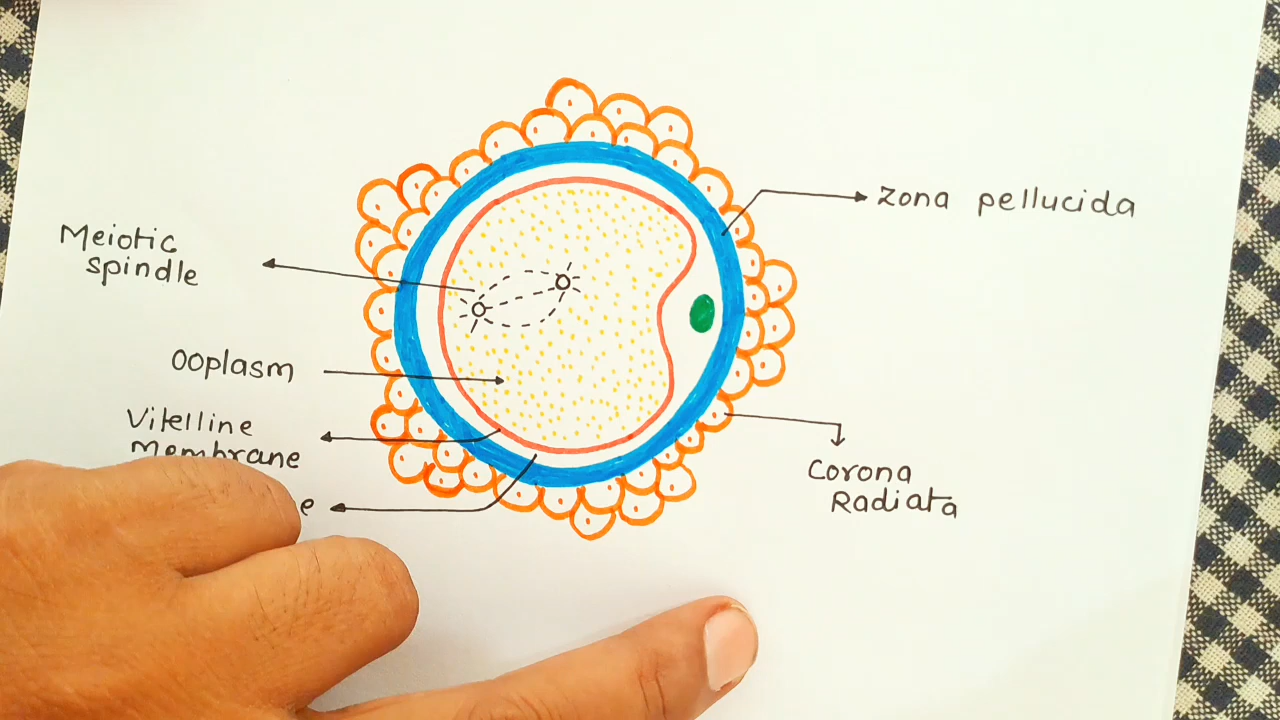 Meiotic
spindle
Ooplasm
Vitelline
Membrane
e
Zona pellucida
Corona
Radiata